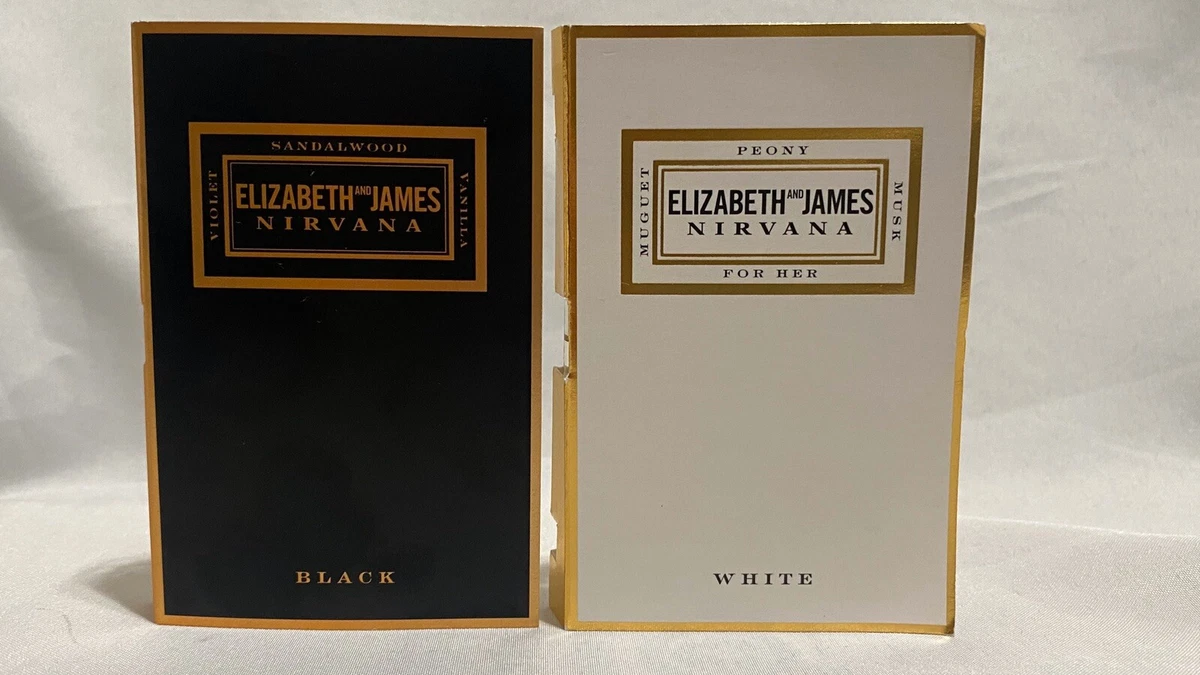 SANDALWOOD
VIOLET
ELIZABETH AND JAMES
NIRVANA
VANILLA
BLACK
PEONY
MUGUET
ELIZABETH AND JAMES
NIRVANA
MUSK
FOR HER
WHITE